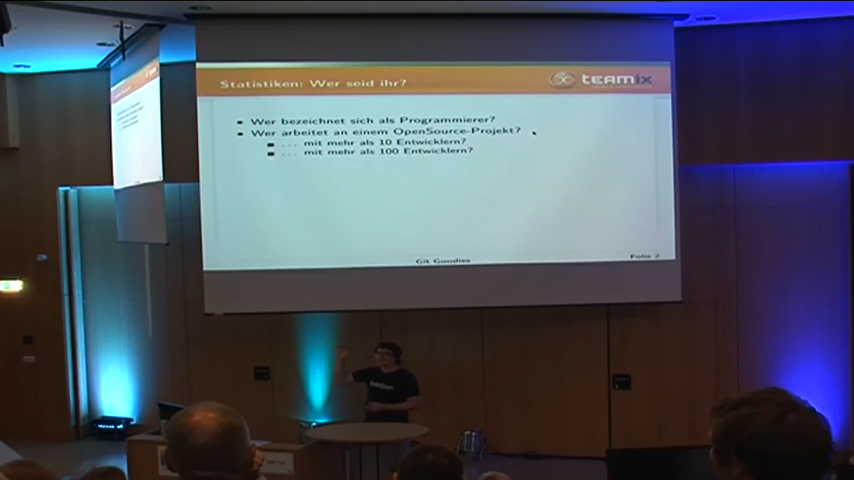 Statistiken: Wer seid ihr?
teamix
Wer bezeichnet sich als Programmierer?
Wer arbeitet an einem OpenSource-Projekt?
... mit mehr als 10 Entwicklern?
... mit mehr als 100 Entwicklern?
Git Goodies
Folie 2